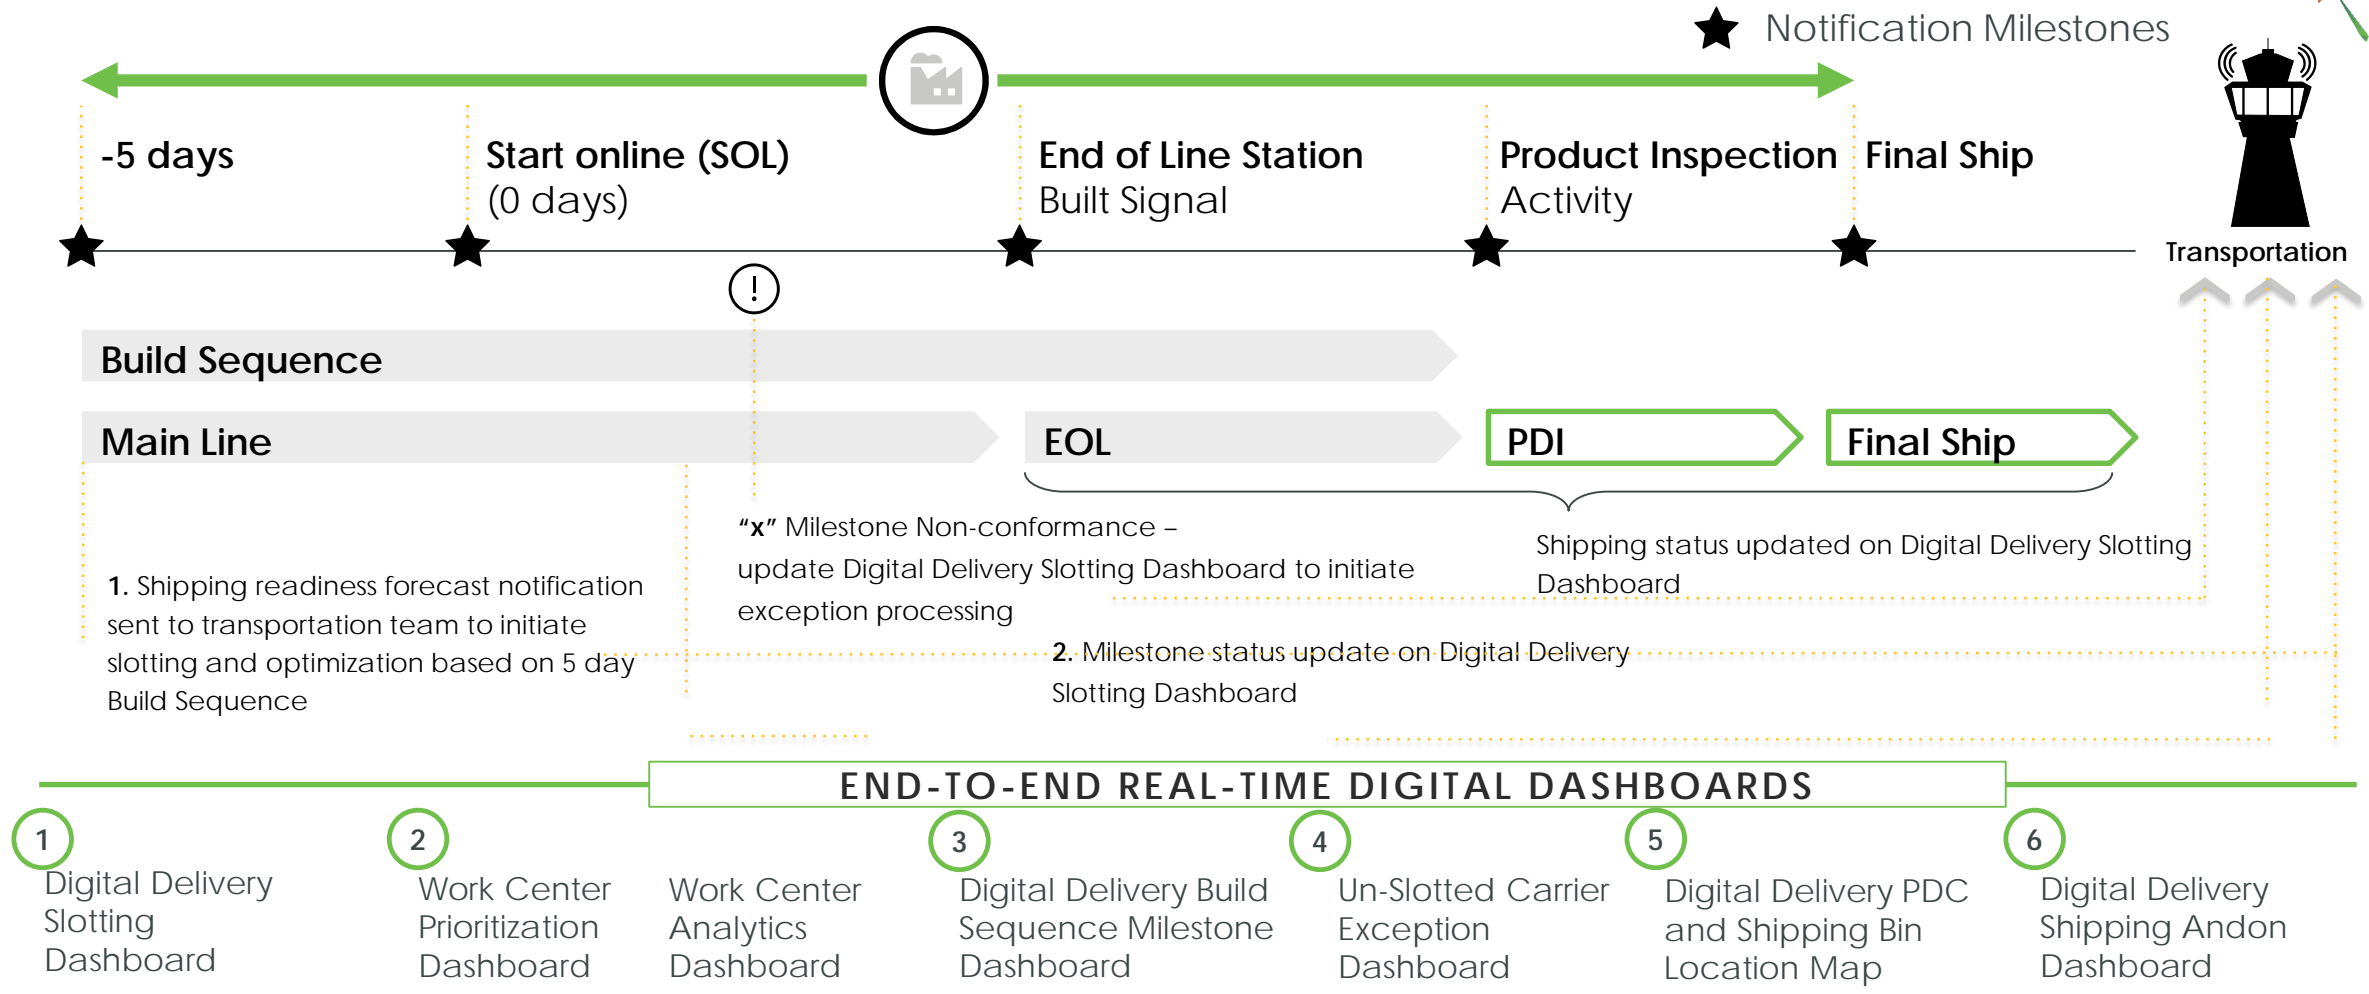 Notification Milestones
-5 days
Start online (SOL)
(0 days)
End of Line Station
Built Signal
Product Inspection
Activity
Final Ship
Transportation
!
Build Sequence
Main Line
EOL
PDI
Final Ship
“x” Milestone Non-conformance –
update Digital Delivery Slotting Dashboard to initiate
exception processing
Shipping status updated on Digital Delivery Slotting
Dashboard
1. Shipping readiness forecast notification
sent to transportation team to initiate
slotting and optimization based on 5 day
Build Sequence
2. Milestone status update on Digital Delivery
Slotting Dashboard
END-TO-END REAL-TIME DIGITAL DASHBOARDS
1
Digital Delivery
Slotting
Dashboard
2
Work Center
Prioritization
Dashboard
Work Center
Analytics
Dashboard
3
Digital Delivery Build
Sequence Milestone
Dashboard
4
Un-Slotted Carrier
Exception
Dashboard
5
Digital Delivery PDC
and Shipping Bin
Location Map
6
Digital Delivery
Shipping Andon
Dashboard